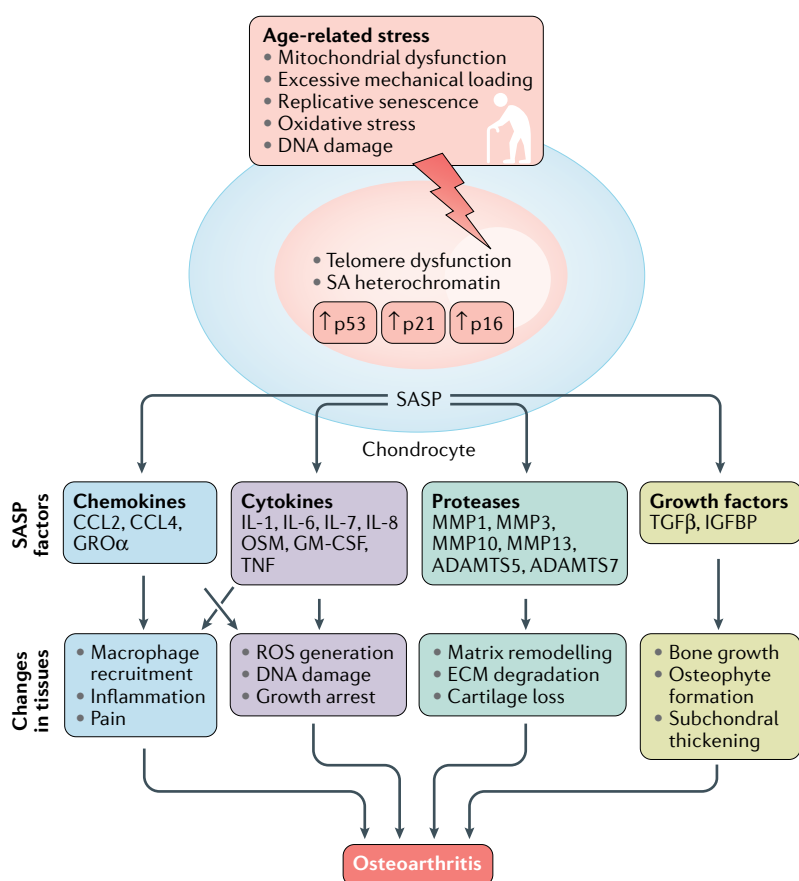 Age-related stress
• Mitochondrial dysfunction
• Excessive mechanical loading
• Replicative senescence
• Oxidative stress
• DNA damage
• Telomere dysfunction
• SA heterochromatin
↑p53
↑p21
↑p16
SASP
Chondrocyte
SASP
factors
Chemokines
CCL2, CCL4,
GROα
Cytokines
IL-1, IL-6, IL-7, IL-8
OSM, GM-CSF,
TNF
Proteases
MMP1, MMP3,
MMP10, MMP13,
ADAMTS5, ADAMTS7
Growth factors
TGFβ, IGFBP
Changes
in tissues
• Macrophage
recruitment
• Inflammation
• Pain
• ROS generation
• DNA damage
• Growth arrest
• Matrix remodelling
• ECM degradation
• Cartilage loss
• Bone growth
• Osteophyte
formation
• Subchondral
thickening
Osteoarthritis